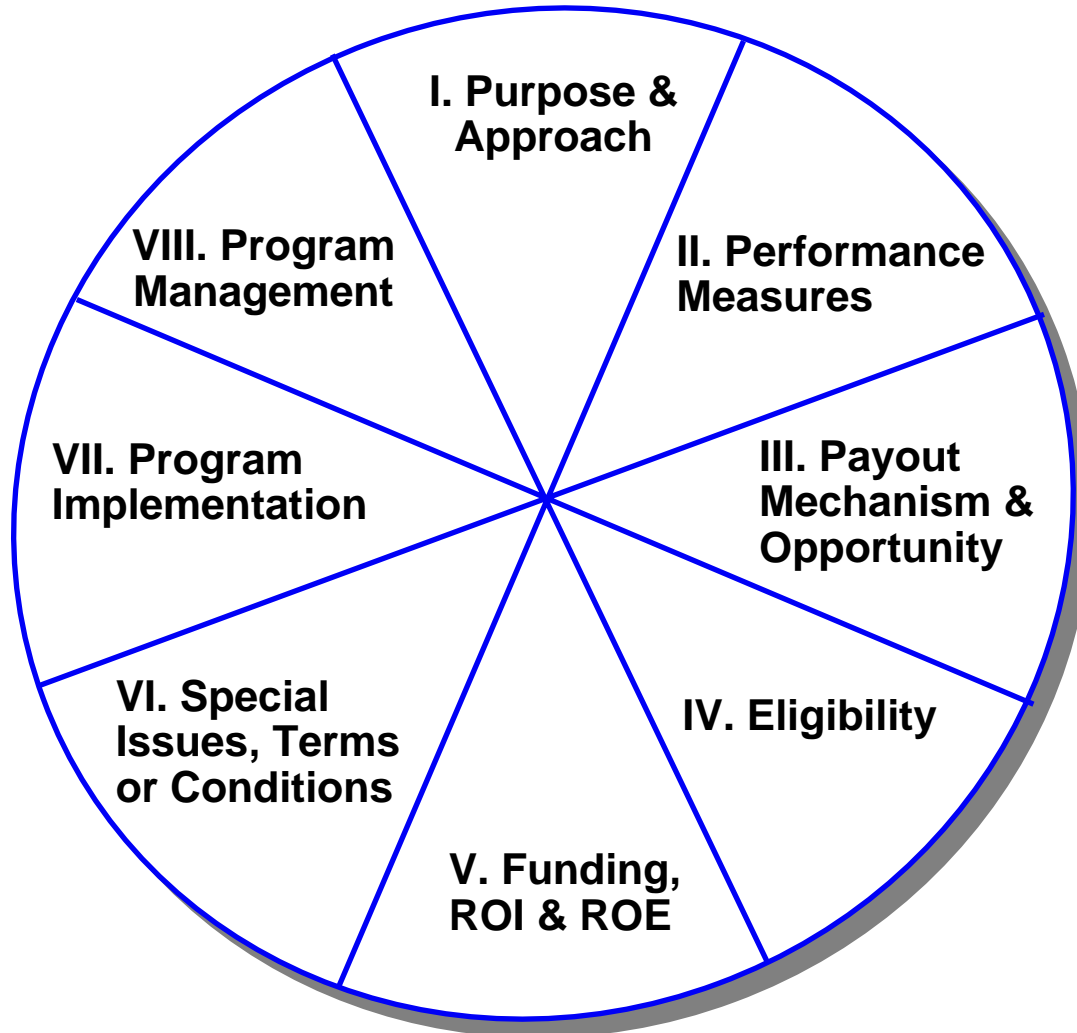 I. Purpose &
Approach
II. Performance
Measures
III. Payout
Mechanism &
Opportunity
IV. Eligibility
V. Funding,
ROI & ROE
VI. Special
Issues, Terms
or Conditions
VII. Program
Implementation
VIII. Program
Management